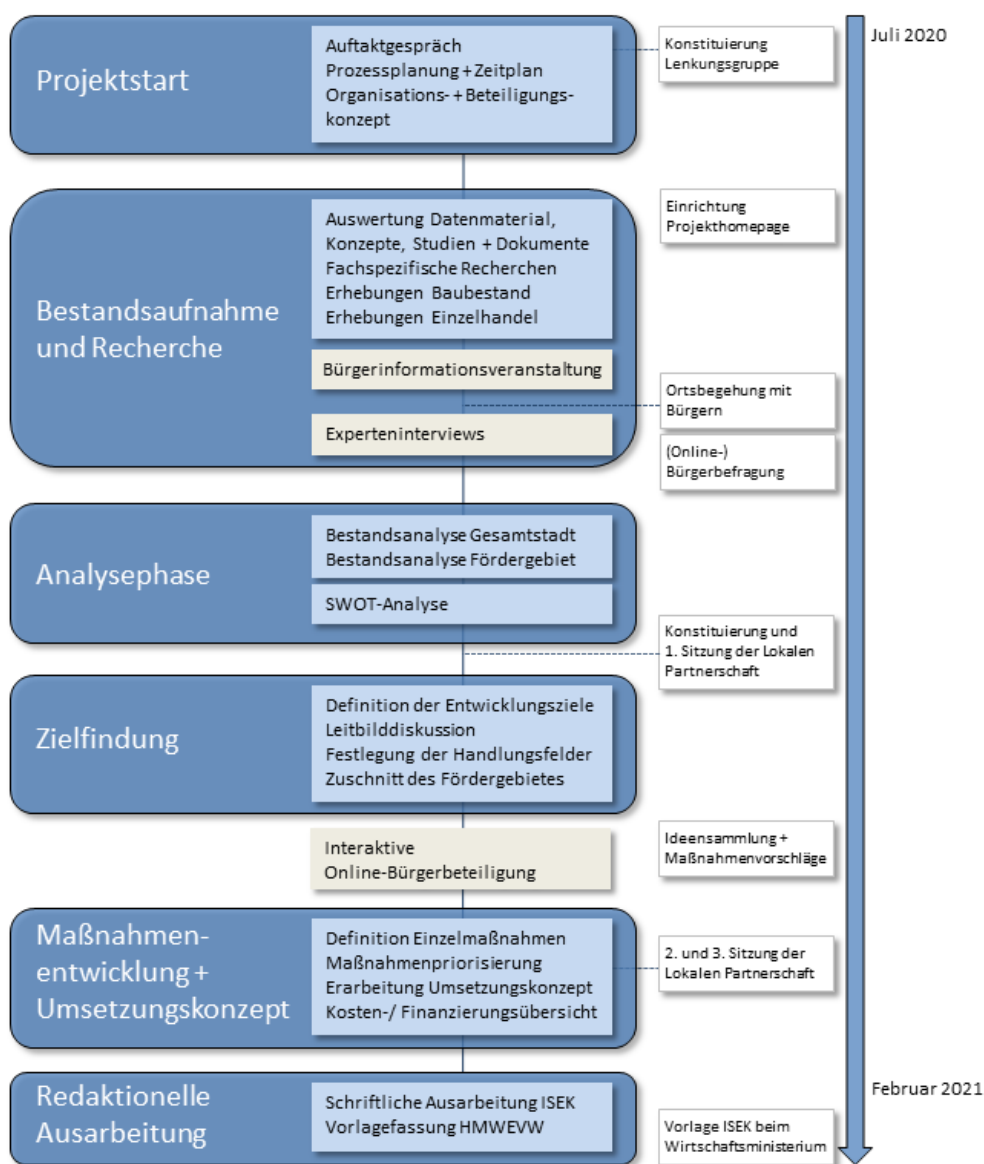 Projektstart
Auftaktgespräch
Prozessplanung + Zeitplan
Organisations- + Beteiligungs-
konzept
Konstituierung
Lenkungsgruppe
Juli 2020
Bestandsaufnahme
und Recherche
Auswertung Datenmaterial,
Konzepte, Studien + Dokumente
Fachspezifische Recherchen
Erhebungen Baubestand
Erhebungen Einzelhandel
Bürgerinformationsveranstaltung
Experteninterviews
Einrichtung
Projekthomepage
Ortsbegehung mit
Bürgern
(Online-)
Bürgerbefragung
Analysephase
Bestandsanalyse Gesamtstadt
Bestandsanalyse Fördergebiet
SWOT-Analyse
Konstituierung und
1. Sitzung der Lokalen
Partnerschaft
Zielfindung
Definition der Entwicklungsziele
Leitbilddiskussion
Festlegung der Handlungsfelder
Zuschnitt des Fördergebietes
Interaktive
Online-Bürgerbeteiligung
Ideensammlung +
Maßnahmenvorschläge
Maßnahmen-
entwicklung +
Umsetzungskonzept
Definition Einzelmaßnahmen
Maßnahmenpriorisierung
Erarbeitung Umsetzungskonzept
Kosten-/ Finanzierungsübersicht
2. und 3. Sitzung der
Lokalen Partnerschaft
Redaktionelle
Ausarbeitung
Schriftliche Ausarbeitung ISEK
Vorlagefassung HMWEVW
Februar 2021
Vorlage ISEK beim
Wirtschaftsministerium